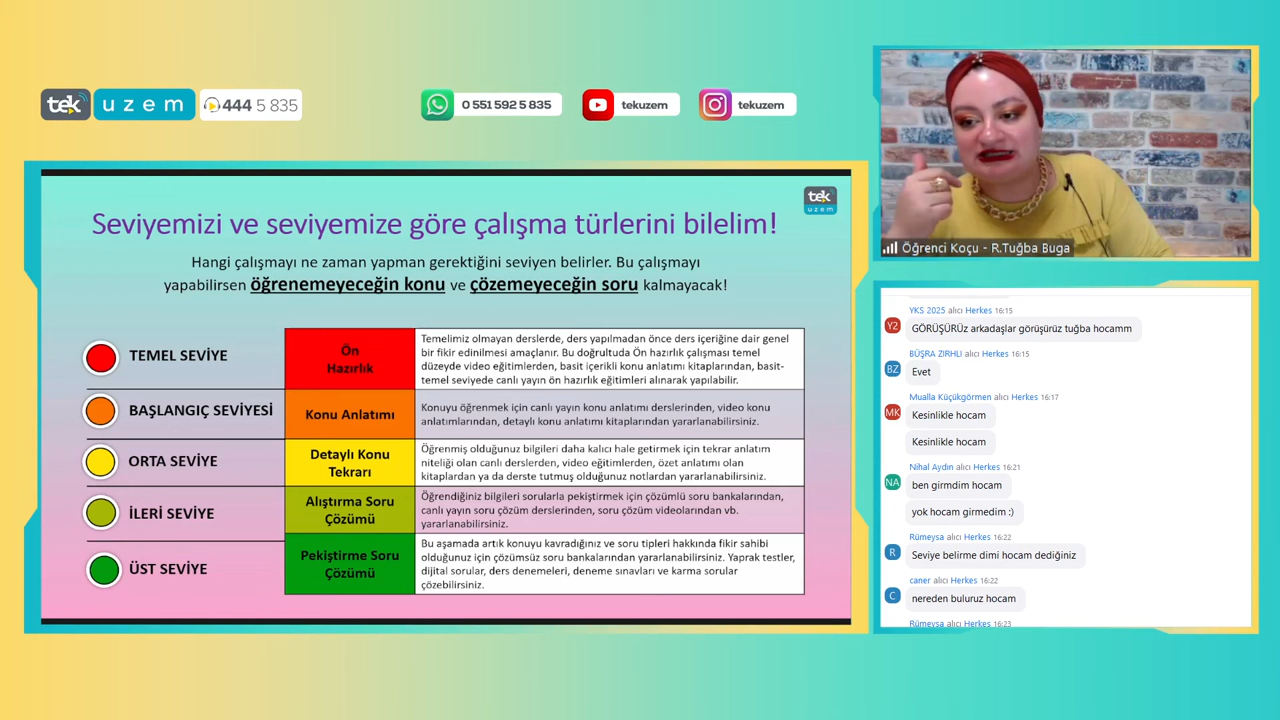 tek uzem 444 5 835
0 551 592 5 835
tekuzem
tekuzem
tek
uzem
Seviyemizi ve seviyemize göre çalışma türlerini bilelim!
Hangi çalışmayı ne zaman yapman gerektiğini seviyen belirler. Bu çalışmayı
yapabilirsen öğrenemeyeceğin konu ve çözemeyeceğin soru kalmayacak!
TEMEL SEVİYE
Ön
Hazırlık
Temelimiz olmayan derslerde, ders yapılmadan önce ders içeriğine dair genel
bir fikir edinilmesi amaçlanır. Bu doğrultuda Ön hazırlık çalışması temel
düzeyde video eğitimlerden, basit içerikli konu anlatımı kitaplarından, basit-
temel seviyede canlı yayın ön hazırlık eğitimleri alınarak yapılabilir.
BAŞLANGIÇ SEVİYESİ
Konu Anlatımı
Konuyu öğrenmek için canlı yayın konu anlatımı derslerinden, video konu
anlatımlarından, detaylı konu anlatımı kitaplarından yararlanabilirsiniz.
ORTA SEVİYE
Detaylı Konu
Tekrarı
Öğrenmiş olduğunuz bilgileri daha kalıcı hale getirmek için tekrar anlatım
niteliği olan canlı derslerden, video eğitimlerden, özet anlatımı olan
kitaplardan ya da derste tutmuş olduğunuz notlardan yararlanabilirsiniz.
İLERİ SEVİYE
Alıştırma Soru
Çözümü
Öğrendiğiniz bilgileri sorularla pekiştirmek için çözümlü soru bankalarından,
canlı yayın soru çözüm derslerinden, soru çözüm videolarından vb.
yararlanabilirsiniz.
ÜST SEVİYE
Pekiştirme Soru
Çözümü
Bu aşamada artık konuyu kavradığınız ve soru tipleri hakkında fikir sahibi
olduğunuz için çözümsüz soru bankalarından yararlanabilirsiniz. Yaprak testler,
dijital sorular, ders denemeleri, deneme sınavları ve karma sorular
çözebilirsiniz.
Öğrenci Koçu - R.Tuğba Buga
YKS 2025 alıcı Herkes 16:15
Y2
GÖRÜŞÜRÜz arkadaşlar görüşürüz tuğba hocamm
BÜŞRA ZIRHLI alıcı Herkes 16:15
BZ
Evet
Mualla Küçükgörmen alıcı Herkes 16:17
MK
Kesinlikle hocam
Kesinlikle hocam
Nihal Aydın alıcı Herkes 16:21
NA
ben girmdim hocam
yok hocam girmedim :)
Rümeysa alıcı Herkes 16:22
R
Seviye belirme dimi hocam dediğiniz
caner alıcı Herkes 16:22
C
nereden buluruz hocam
Rümeysa alıcı Herkes 16:23